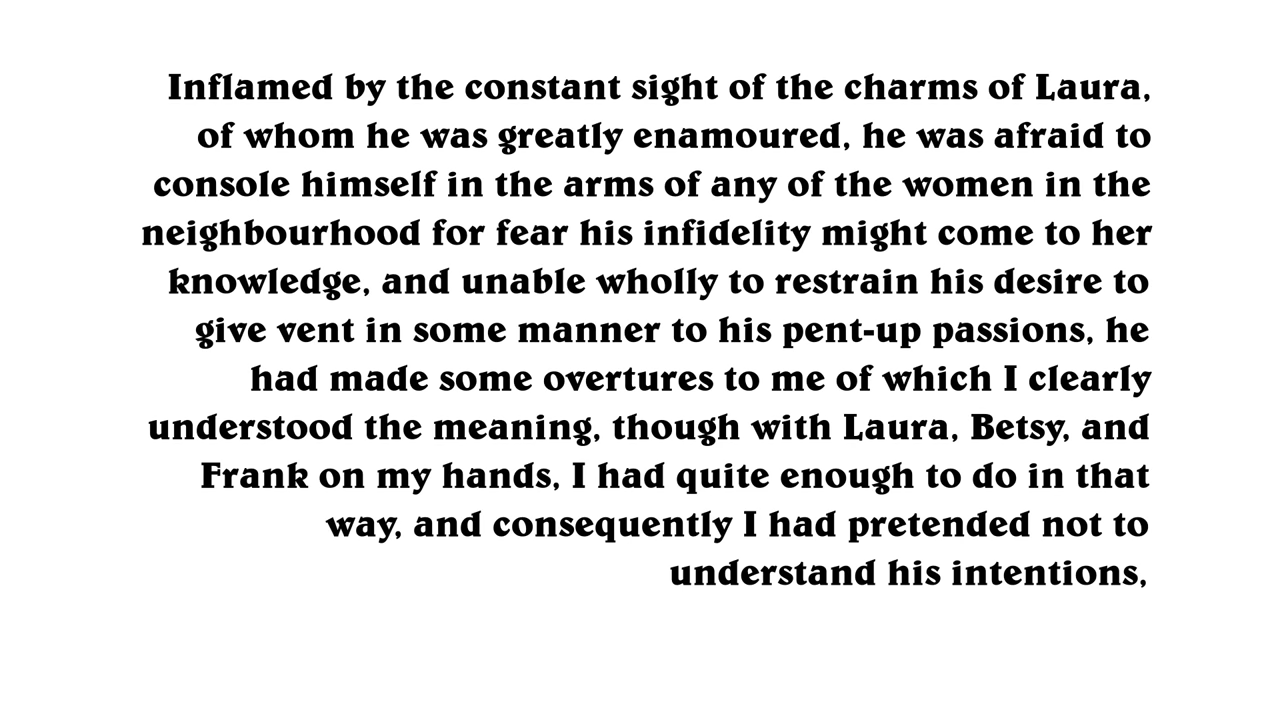 Inflamed by the constant sight of the charms of Laura,
of whom he was greatly enamoured, he was afraid to
console himself in the arms of any of the women in the
neighbourhood for fear his infidelity might come to her
knowledge, and unable wholly to restrain his desire to
give vent in some manner to his pent-up passions, he
had made some overtures to me of which I clearly
understood the meaning, though with Laura, Betsy, and
Frank on my hands, I had quite enough to do in that
way, and consequently I had pretended not to
understand his intentions,